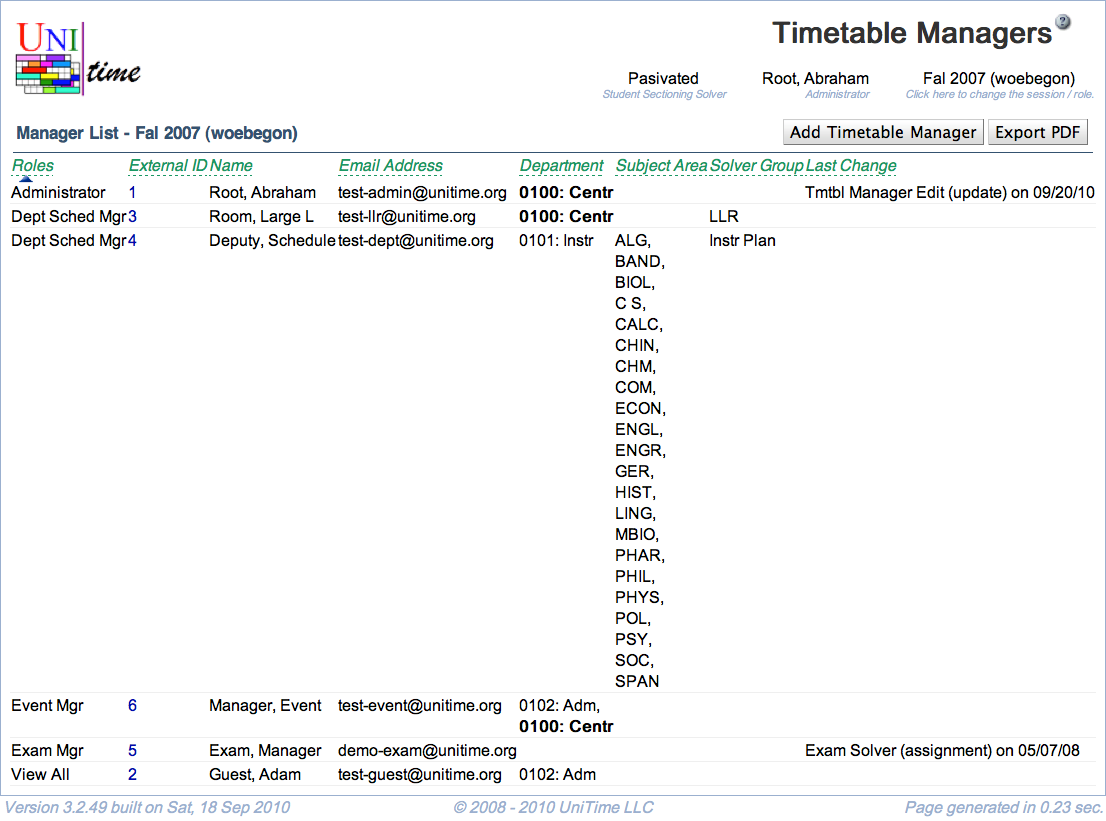 UNI
time
Timetable Managers
?
Pasivated Root, Abraham Fal 2007 (woebegon)
Student Sectioning Solver Administrator Click here to change the session / role.
Manager List - Fal 2007 (woebegon) Add Timetable Manager Export PDF
Roles External ID Name Email Address Department Subject Area Solver Group Last Change
Administrator 1 Root, Abraham test-admin@unitime.org 0100: Centr Tmtbl Manager Edit (update) on 09/20/10
Dept Sched Mgr 3 Room, Large L test-llr@unitime.org 0100: Centr LLR
Dept Sched Mgr 4 Deputy, Schedule test-dept@unitime.org 0101: Instr ALG, Instr Plan
BAND,
BIOL,
C S,
CALC,
CHIN,
CHM,
COM,
ECON,
ENGL,
ENGR,
GER,
HIST,
LING,
MBIO,
PHAR,
PHIL,
PHYS,
POL,
PSY,
SOC,
SPAN
Event Mgr 6 Manager, Event test-event@unitime.org 0102: Adm,
0100: Centr
Exam Mgr 5 Exam, Manager demo-exam@unitime.org Exam Solver (assignment) on 05/07/08
View All 2 Guest, Adam test-guest@unitime.org 0102: Adm
Version 3.2.49 built on Sat, 18 Sep 2010 © 2008 - 2010 UniTime LLC Page generated in 0.23 sec.